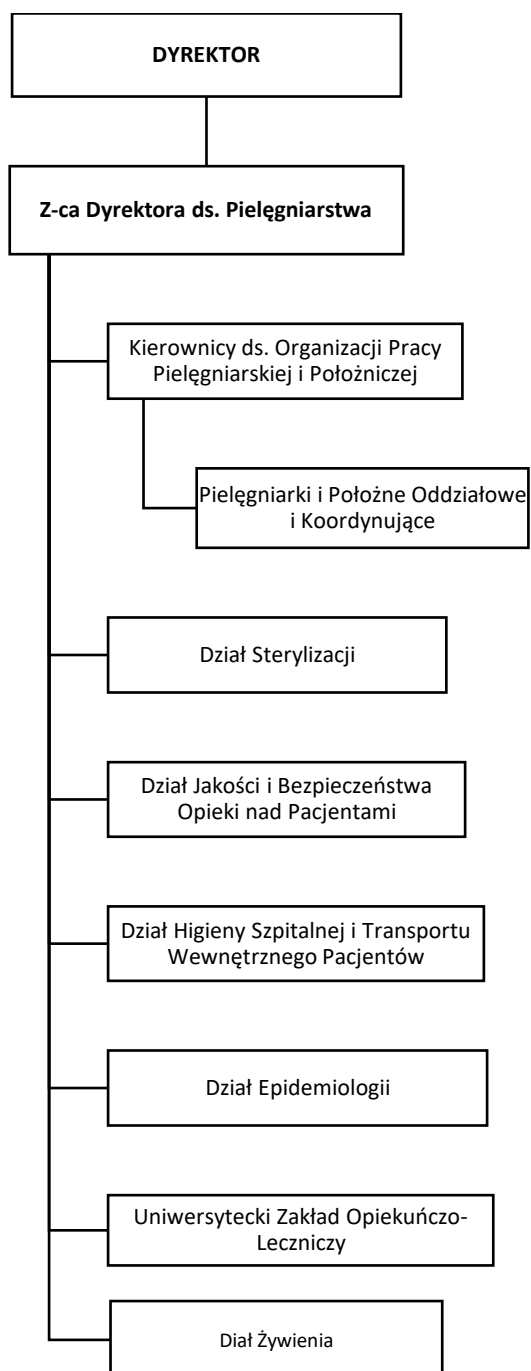 DYREKTOR
Z-ca Dyrektora ds. Pielęgniarstwa
Kierownicy ds. Organizacji Pracy
Pielęgniarskiej i Położniczej
Pielęgniarki i Położne Oddziałowe
i Koordynujące
Dział Sterylizacji
Dział Jakości i Bezpieczeństwa
Opieki nad Pacjentami
Dział Higieny Szpitalnej i Transportu
Wewnętrznego Pacjentów
Dział Epidemiologii
Uniwersytecki Zakład Opiekuńczo-
Leczniczy
Diał Żywienia